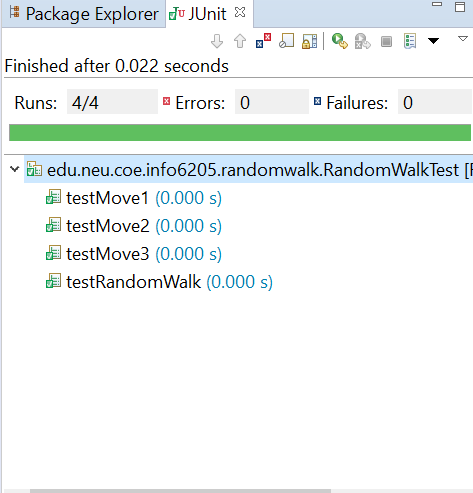 Package Explorer JUnit
Finished after 0.022 seconds
Runs: 4/4 Errors: 0 Failures: 0
edu.neu.coe.info6205.randomwalk.RandomWalkTest [
testMove1 (0.000 s)
testMove2 (0.000 s)
testMove3 (0.000 s)
testRandomWalk (0.000 s)